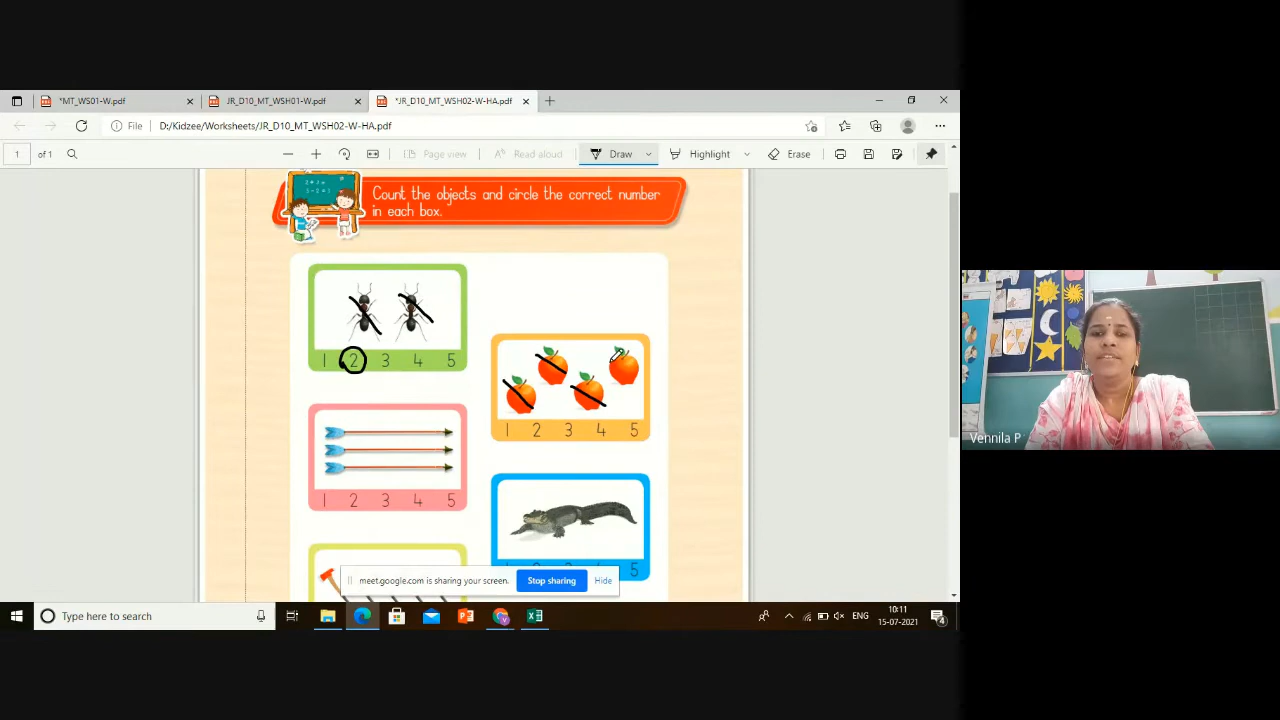 *MT_WS01-W.pdf
JR_D10_MT_WSH01-W.pdf
*JR_D10_MT_WSH02-W-HA.pdf
File
D:/Kidzee/Worksheets/JR_D10_MT_WSH02-W-HA.pdf
1 of 1
Page view
Read aloud
Draw
Highlight
Erase
Count the objects and circle the correct number
in each box.
1 2 3 4 5
1 2 3 4 5
1 2 3 4 5
5
meet.google.com is sharing your screen.
Stop sharing
Hide
Vennila P
Type here to search
ENG
10:11
15-07-2021
4